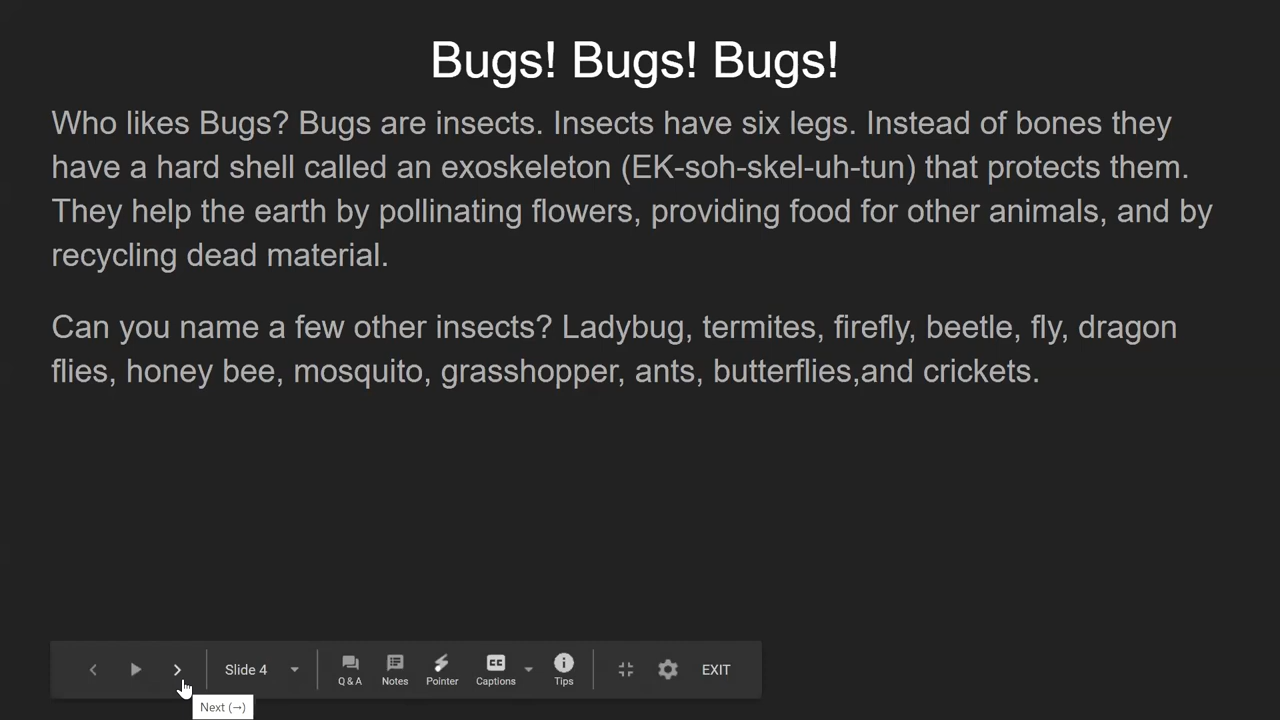 Bugs! Bugs! Bugs!
Who likes Bugs? Bugs are insects. Insects have six legs. Instead of bones they
have a hard shell called an exoskeleton (EK-soh-skel-uh-tun) that protects them.
They help the earth by pollinating flowers, providing food for other animals, and by
recycling dead material.
Can you name a few other insects? Ladybug, termites, firefly, beetle, fly, dragon
flies, honey bee, mosquito, grasshopper, ants, butterflies,and crickets.
Slide 4
Q & A
Notes
Pointer
CC
Captions
Tips
EXIT
Next (→)